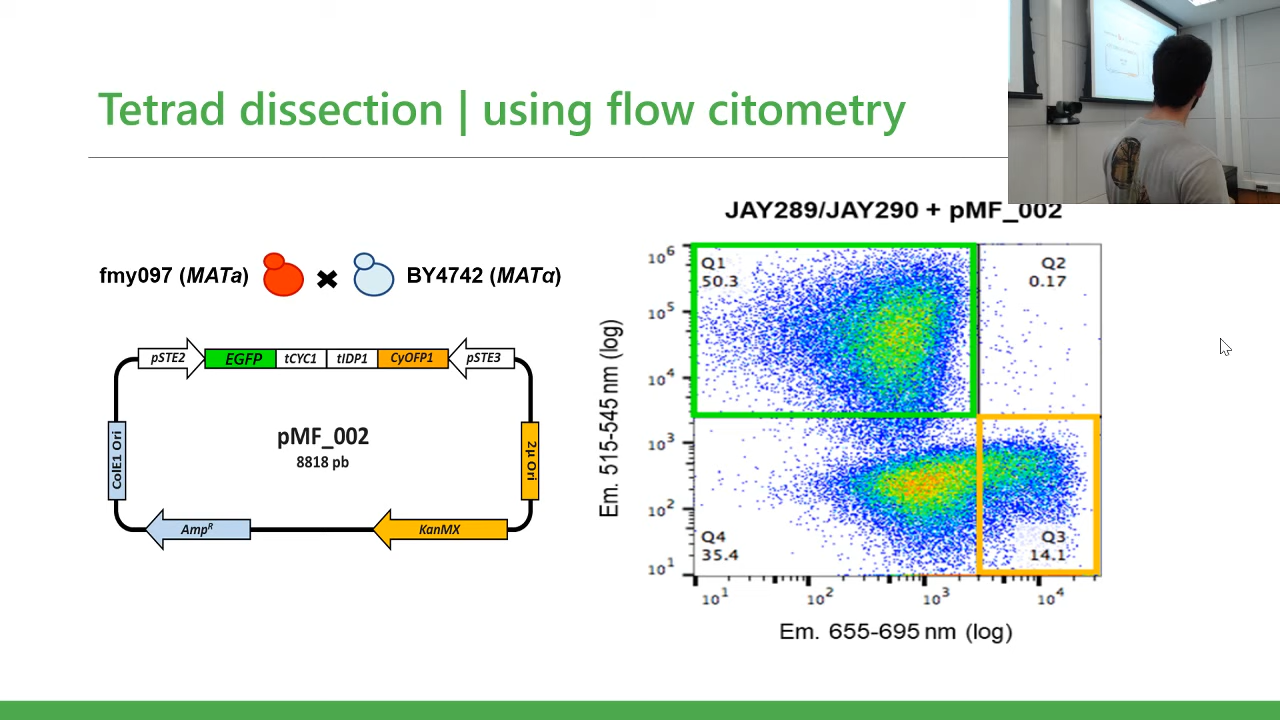 Tetrad dissection | using flow citometry
fmy097 (MATa)
BY4742 (MATα)
pSTE2
EGFP
tCYC1
tIDP1
CyOFP1
pSTE3
ColE1 Ori
pMF_002
8818 pb
2µ Ori
AmpR
KanMX
JAY289/JAY290 + pMF_002
Em. 515-545 nm (log)
10^6
10^5
10^4
10^3
10^2
10^1
Q1
50.3
Q2
0.17
Q4
35.4
Q3
14.1
10^1
10^2
10^3
10^4
Em. 655-695 nm (log)